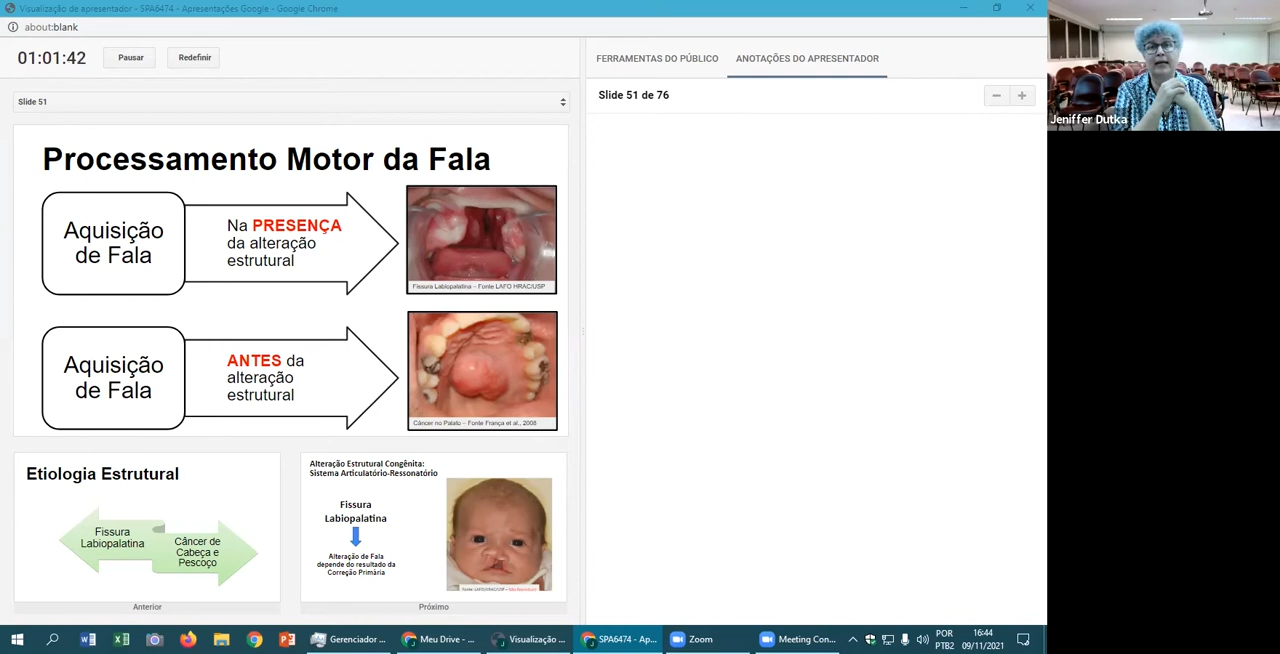 Visualização de apresentador - SPA6474 - Apresentações Google - Google Chrome
about:blank
01:01:42
Pausar
Redefinir
Slide 51
Processamento Motor da Fala
Aquisição
de Fala
Na PRESENÇA
da alteração
estrutural
Fissura Labiopalatina – Fonte LAFO HRAC/USP
Aquisição
de Fala
ANTES da
alteração
estrutural
Câncer no Palato – Fonte França et al., 2008
Etiologia Estrutural
Fissura
Labiopalatina
Câncer de
Cabeça e
Pescoço
Anterior
Alteração Estrutural Congênita:
Sistema Articulatório-Ressonatório
Fissura
Labiopalatina
Alteração de Fala
depende do resultado da
Correção Primária
Próximo
FERRAMENTAS DO PÚBLICO
ANOTAÇÕES DO APRESENTADOR
Slide 51 de 76
Jeniffer Dutka
Gerenciador ...
Meu Drive - ...
Visualização ...
SPA6474 - Ap...
Zoom
Meeting Con...
POR
PTB2
16:44
09/11/2021